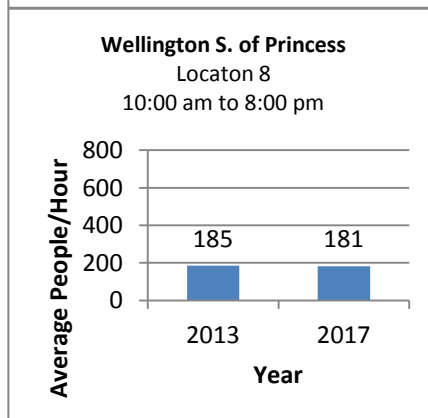 Wellington S. of Princess
Locaton 8
10:00 am to 8:00 pm
Average People/Hour
800
600
400
200
0
185
181
2013
2017
Year